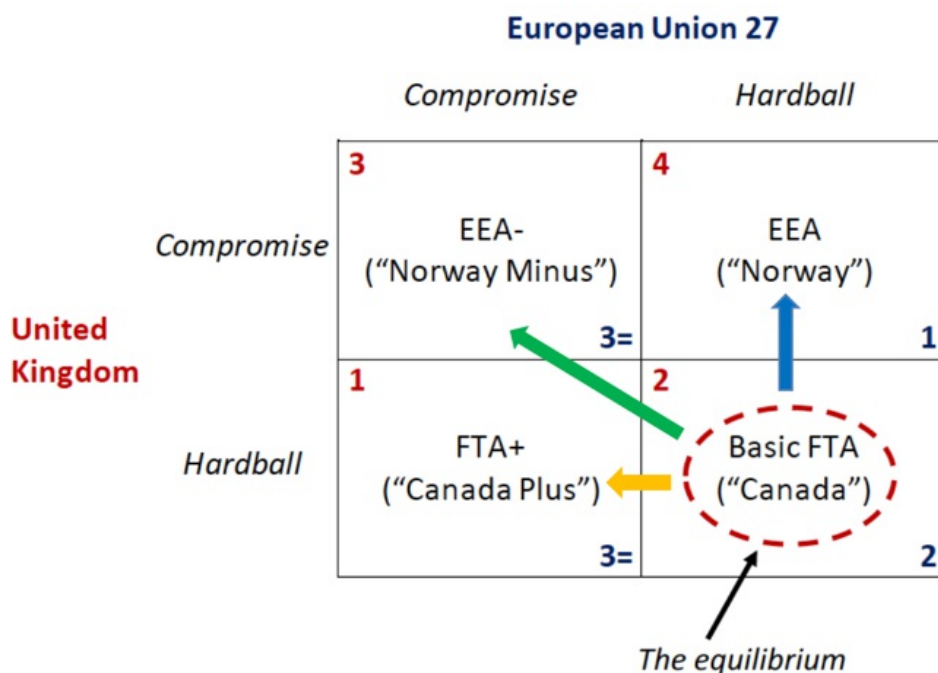 European Union 27
Compromise Hardball
3 4
Compromise
EEA-
(“Norway Minus”)
EEA
(“Norway”)
3= 1
United
Kingdom
1 2
Hardball
FTA+
(“Canada Plus”)
Basic FTA
(“Canada”)
3= 2
The equilibrium